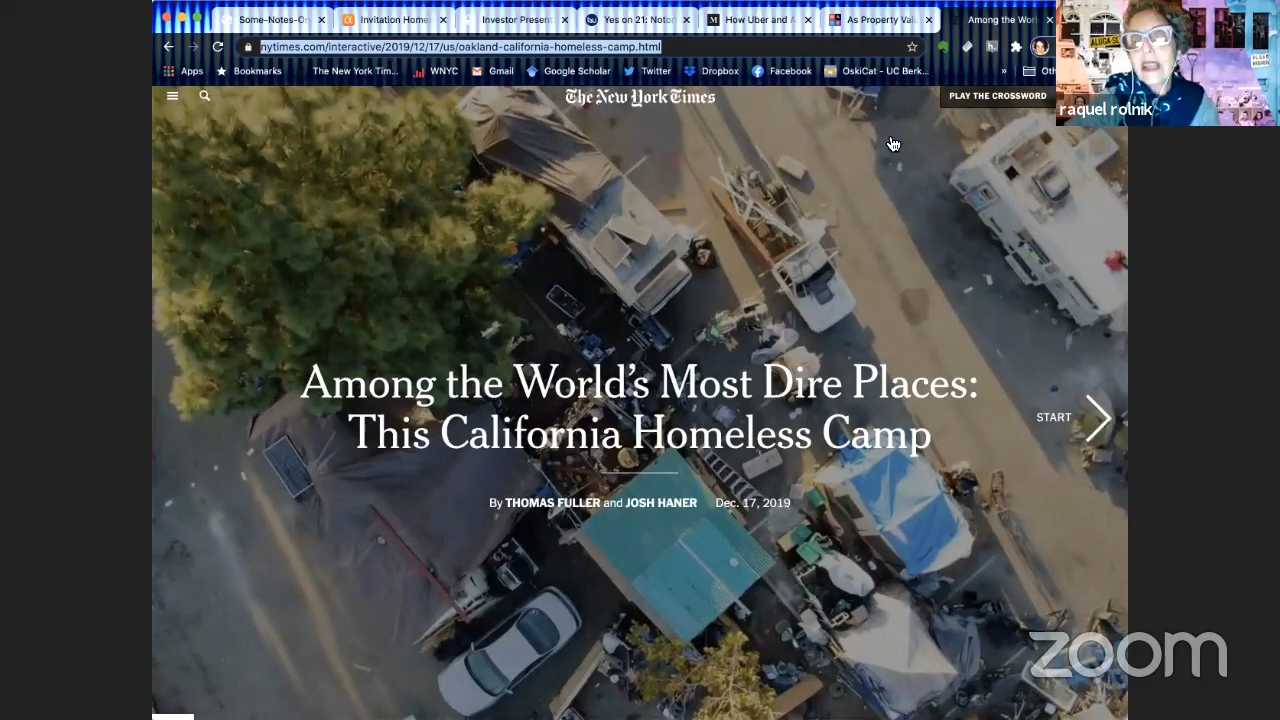 Some-Notes-On
Invitation Home
Investor Present
Yes on 21: Noto
How Uber and A
As Property Valu
Among the Wor
nytimes.com/interactive/2019/12/17/us/oakland-california-homeless-camp.html
Apps
Bookmarks
The New York Tim...
WNYC
Gmail
Google Scholar
Twitter
Dropbox
Facebook
OskiCat - UC Berk...
»
Oth
The New York Times
PLAY THE CROSSWORD
raquel rolnik
Among the World's Most Dire Places:
This California Homeless Camp
START
By THOMAS FULLER and JOSH HANER Dec. 17, 2019
zoom